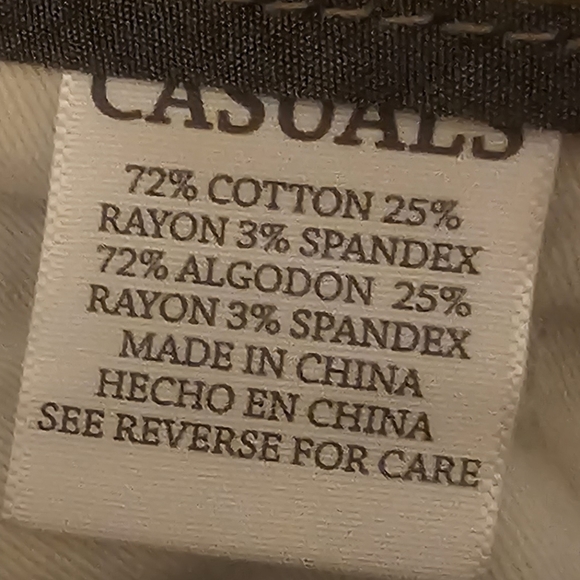 CASUALS
72% COTTON 25%
RAYON 3% SPANDEX
72% ALGODON 25%
RAYON 3% SPANDEX
MADE IN CHINA
HECHO EN CHINA
SEE REVERSE FOR CARE